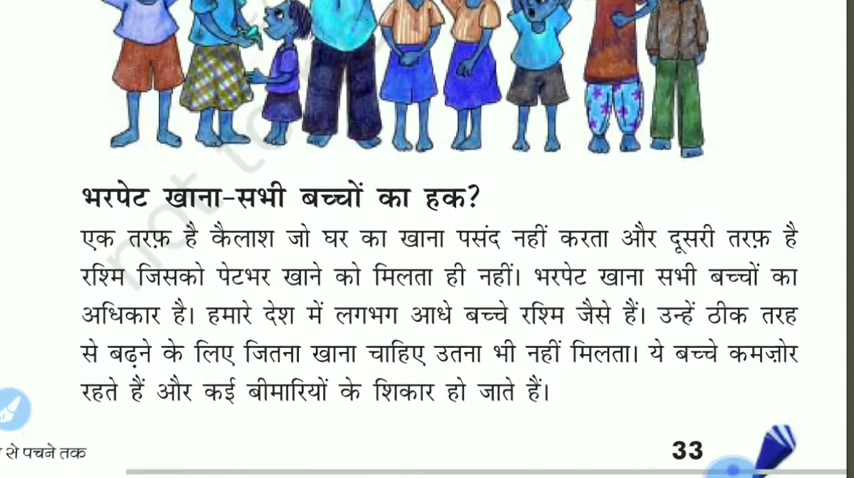 भरपेट खाना-सभी बच्चों का हक?
एक तरफ़ है कैलाश जो घर का खाना पसंद नहीं करता और दूसरी तरफ़ है
रश्मि जिसको पेटभर खाने को मिलता ही नहीं। भरपेट खाना सभी बच्चों का
अधिकार है। हमारे देश में लगभग आधे बच्चे रश्मि जैसे हैं। उन्हें ठीक तरह
से बढ़ने के लिए जितना खाना चाहिए उतना भी नहीं मिलता। ये बच्चे कमज़ोर
रहते हैं और कई बीमारियों के शिकार हो जाते हैं।
से पचने तक
33
not to